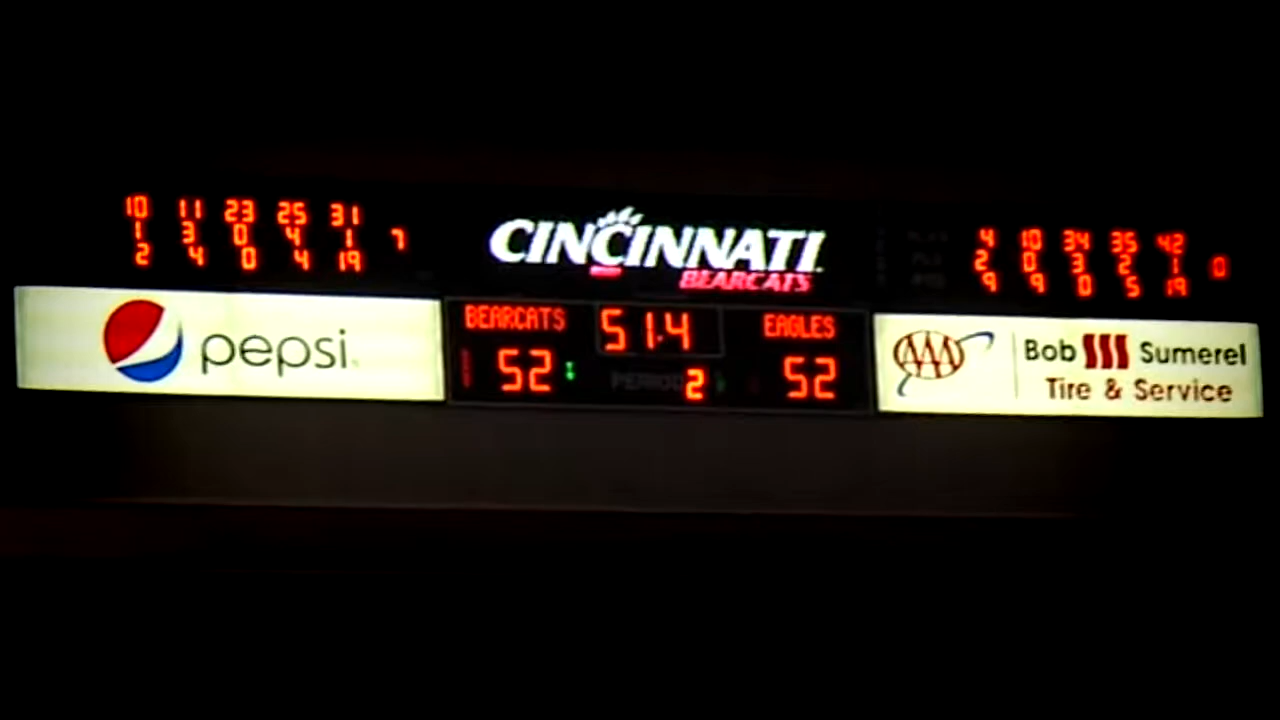 10 11 23 25 31
1 3 0 4 1 7
2 4 0 4 19
CINCINNATI
BEARCATS
4 10 34 35 42
2 0 3 2 1 0
9 9 0 5 19
pepsi
BEARCATS 51.4 EAGLES
52 PERIOD 2 52
AAA
Bob Sumerel
Tire & Service